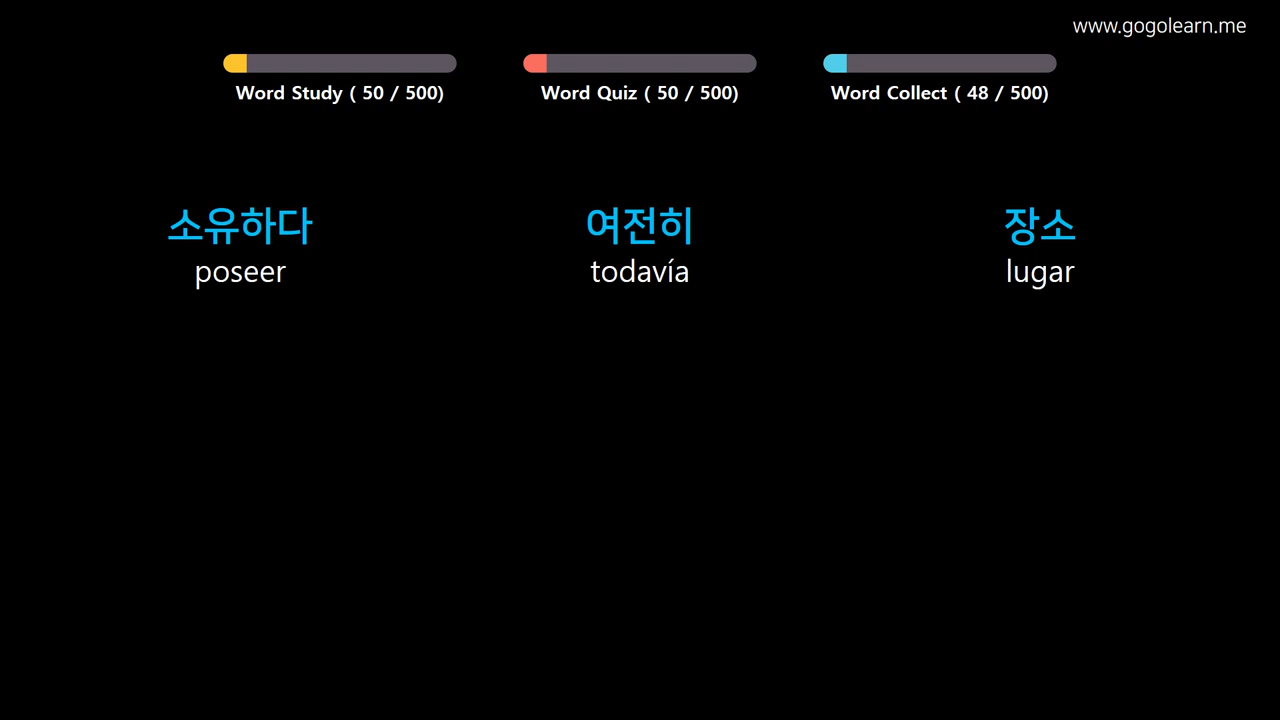 www.gogolearn.me
Word Study ( 50 / 500)
Word Quiz ( 50 / 500)
Word Collect ( 48 / 500)
소유하다
poseer
여전히
todavía
장소
lugar